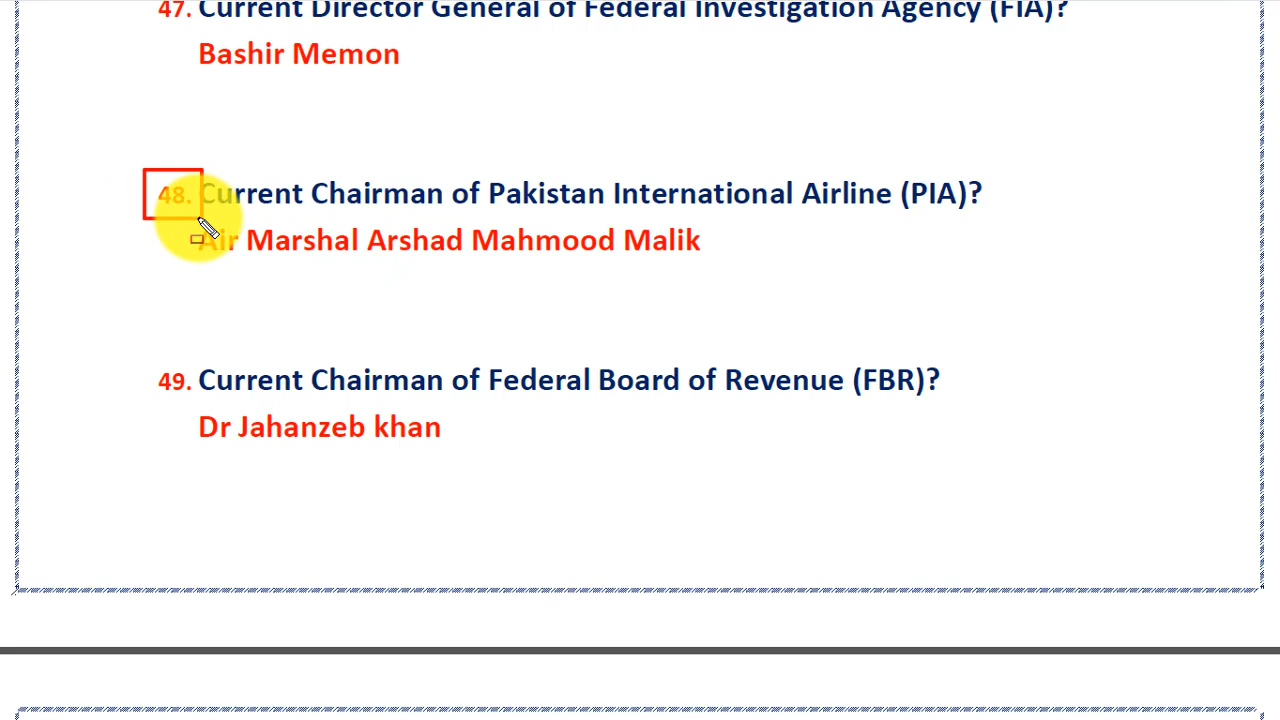 47. Current Director General of Federal Investigation Agency (FIA)?
Bashir Memon
48. Current Chairman of Pakistan International Airline (PIA)?
Air Marshal Arshad Mahmood Malik
49. Current Chairman of Federal Board of Revenue (FBR)?
Dr Jahanzeb khan